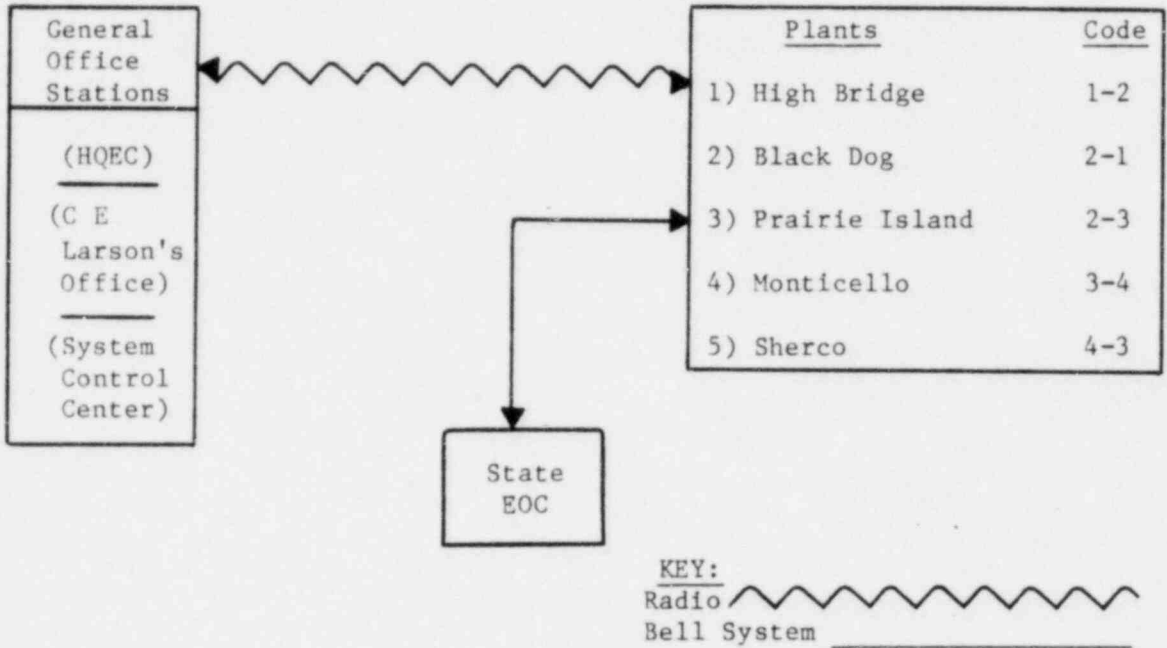 General
Office
Stations
(HQEC)
(C E
Larson's
Office)
(System
Control
Center)
Plants Code
1) High Bridge 1-2
2) Black Dog 2-1
3) Prairie Island 2-3
4) Monticello 3-4
5) Sherco 4-3
State
EOC
KEY:
Radio
Bell System